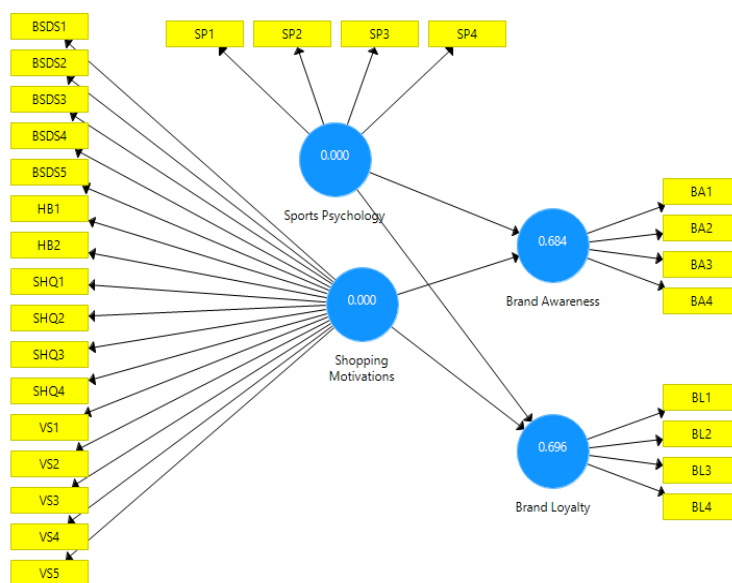 BSDS1
BSDS2
BSDS3
BSDS4
BSDS5
HB1
HB2
SHQ1
SHQ2
SHQ3
SHQ4
VS1
VS2
VS3
VS4
VS5
SP1
SP2
SP3
SP4
0.000
Sports Psychology
0.000
Shopping
Motivations
0.684
Brand Awareness
0.696
Brand Loyalty
BA1
BA2
BA3
BA4
BL1
BL2
BL3
BL4